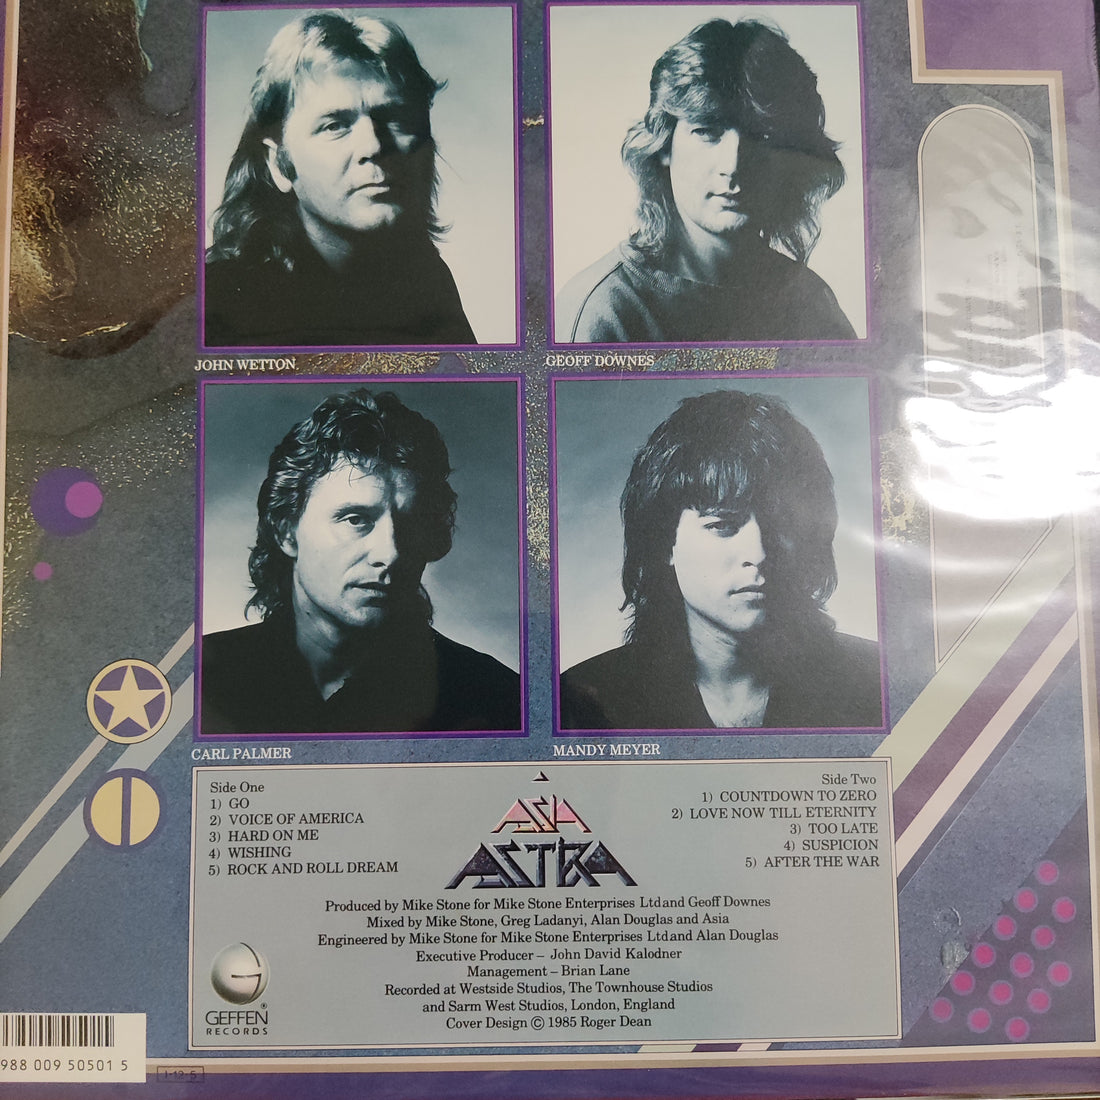 JOHN WETTON
GEOFF DOWNES
CARL PALMER
MANDY MEYER
Side One
1) GO
2) VOICE OF AMERICA
3) HARD ON ME
4) WISHING
5) ROCK AND ROLL DREAM
ASIA
ASTRA
Side Two
1) COUNTDOWN TO ZERO
2) LOVE NOW TILL ETERNITY
3) TOO LATE
4) SUSPICION
5) AFTER THE WAR
Produced by Mike Stone for Mike Stone Enterprises Ltd and Geoff Downes
Mixed by Mike Stone, Greg Ladanyi, Alan Douglas and Asia
Engineered by Mike Stone for Mike Stone Enterprises Ltd and Alan Douglas
Executive Producer – John David Kalodner
Management – Brian Lane
Recorded at Westside Studios, The Townhouse Studios
and Sarm West Studios, London, England
Cover Design © 1985 Roger Dean
G
GEFFEN ®
RECORDS
988 009 50501 5
1-12-5